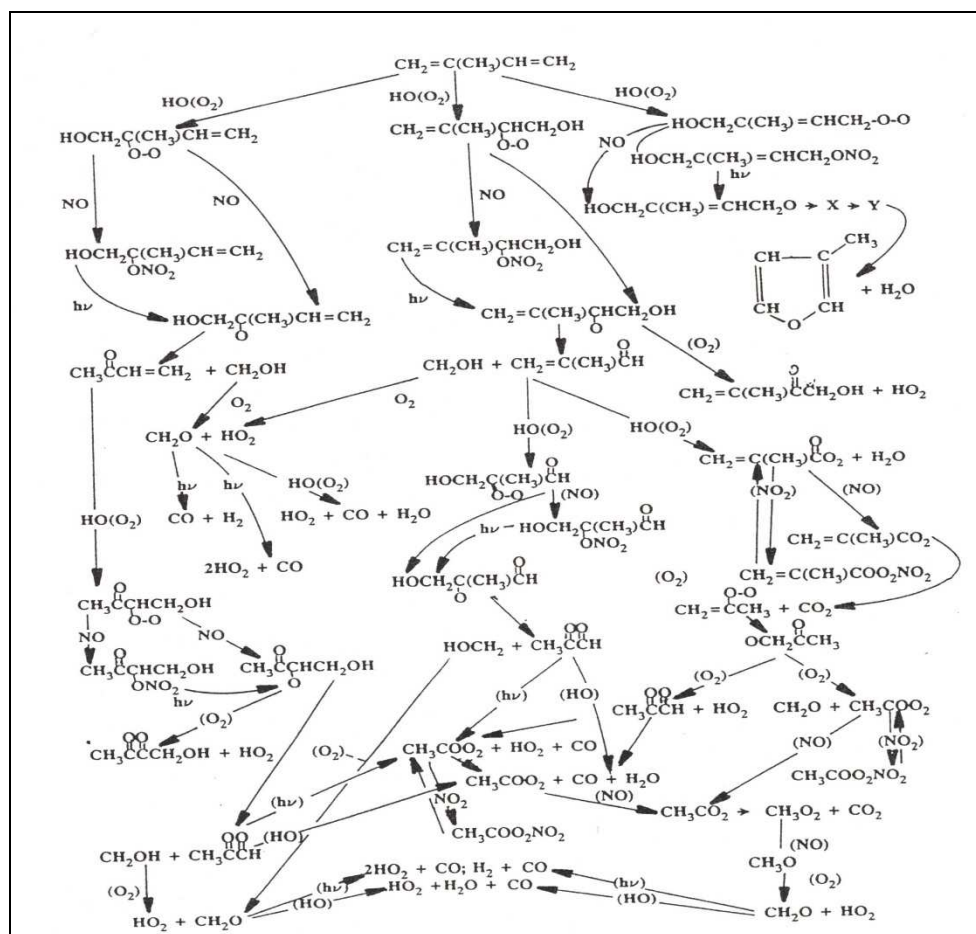 CH₂=C(CH₃)CH=CH₂
HO(O₂) HO(O₂) HO(O₂)
HOCH₂C(CH₃)CH=CH₂ CH₂=C(CH₃)CHCH₂OH HOCH₂C(CH₃)=CHCH₂-O-O
O-O O-O NO HOCH₂C(CH₃)=CHCH₂ONO₂
NO NO NO hν
HOCH₂C(CH₃)=CHCH₂O → X → Y
HOCH₂C(CH₃)CH=CH₂ CH₂=C(CH₃)CHCH₂OH
ONO₂ ONO₂ CH CH₃
hν hν + H₂O
HOCH₂C(CH₃)CH=CH₂ CH₂=C(CH₃)CHCH₂OH CH CH
O O O
O O (O₂)
CH₃CCH=CH₂ + CH₂OH CH₂OH + CH₂=C(CH₃)CH
O₂ O₂ CH₂=C(CH₃)CCH₂OH + HO₂
CH₂O + HO₂ HO(O₂) HO(O₂) O
hν hν HO(O₂) O CH₂=C(CH₃)CO₂ + H₂O
HOCH₂C(CH₃)CH
O-O (NO) (NO₂) (NO)
HO(O₂) CO + H₂ HO₂ + CO + H₂O hν HOCH₂C(CH₃)CH
ONO₂ CH₂=C(CH₃)CO₂
2HO₂ + CO O
HOCH₂C(CH₃)CH (O₂) CH₂=C(CH₃)COO₂NO₂
O O O-O
CH₃CCHCH₂OH CH₂=CCH₃ + CO₂
O-O O
NO NO HOCH₂ + CH₃CCH OCH₂CCH₃
O O OO
CH₃CCHCH₂OH CH₃CCHCH₂OH (O₂) (O₂)
ONO₂ hν O (hν) (HO) CH₃CCH + HO₂ CH₂O + CH₃COO₂
OO (O₂)
CH₃CCCH₂OH + HO₂ (O₂) CH₃COO₂ + HO₂ + CO (NO) (NO₂)
CH₃COO₂ + CO + H₂O CH₃COO₂NO₂
(hν) NO₂ (NO) CH₃CO₂ → CH₃O₂ + CO₂
OO (HO) CH₃COO₂NO₂ (NO)
CH₂OH + CH₃CCH CH₃O
(O₂) (hν) 2HO₂ + CO; H₂ + CO (hν) (O₂)
(HO) HO₂ + H₂O + CO (HO)
HO₂ + CH₂O CH₂O + HO₂